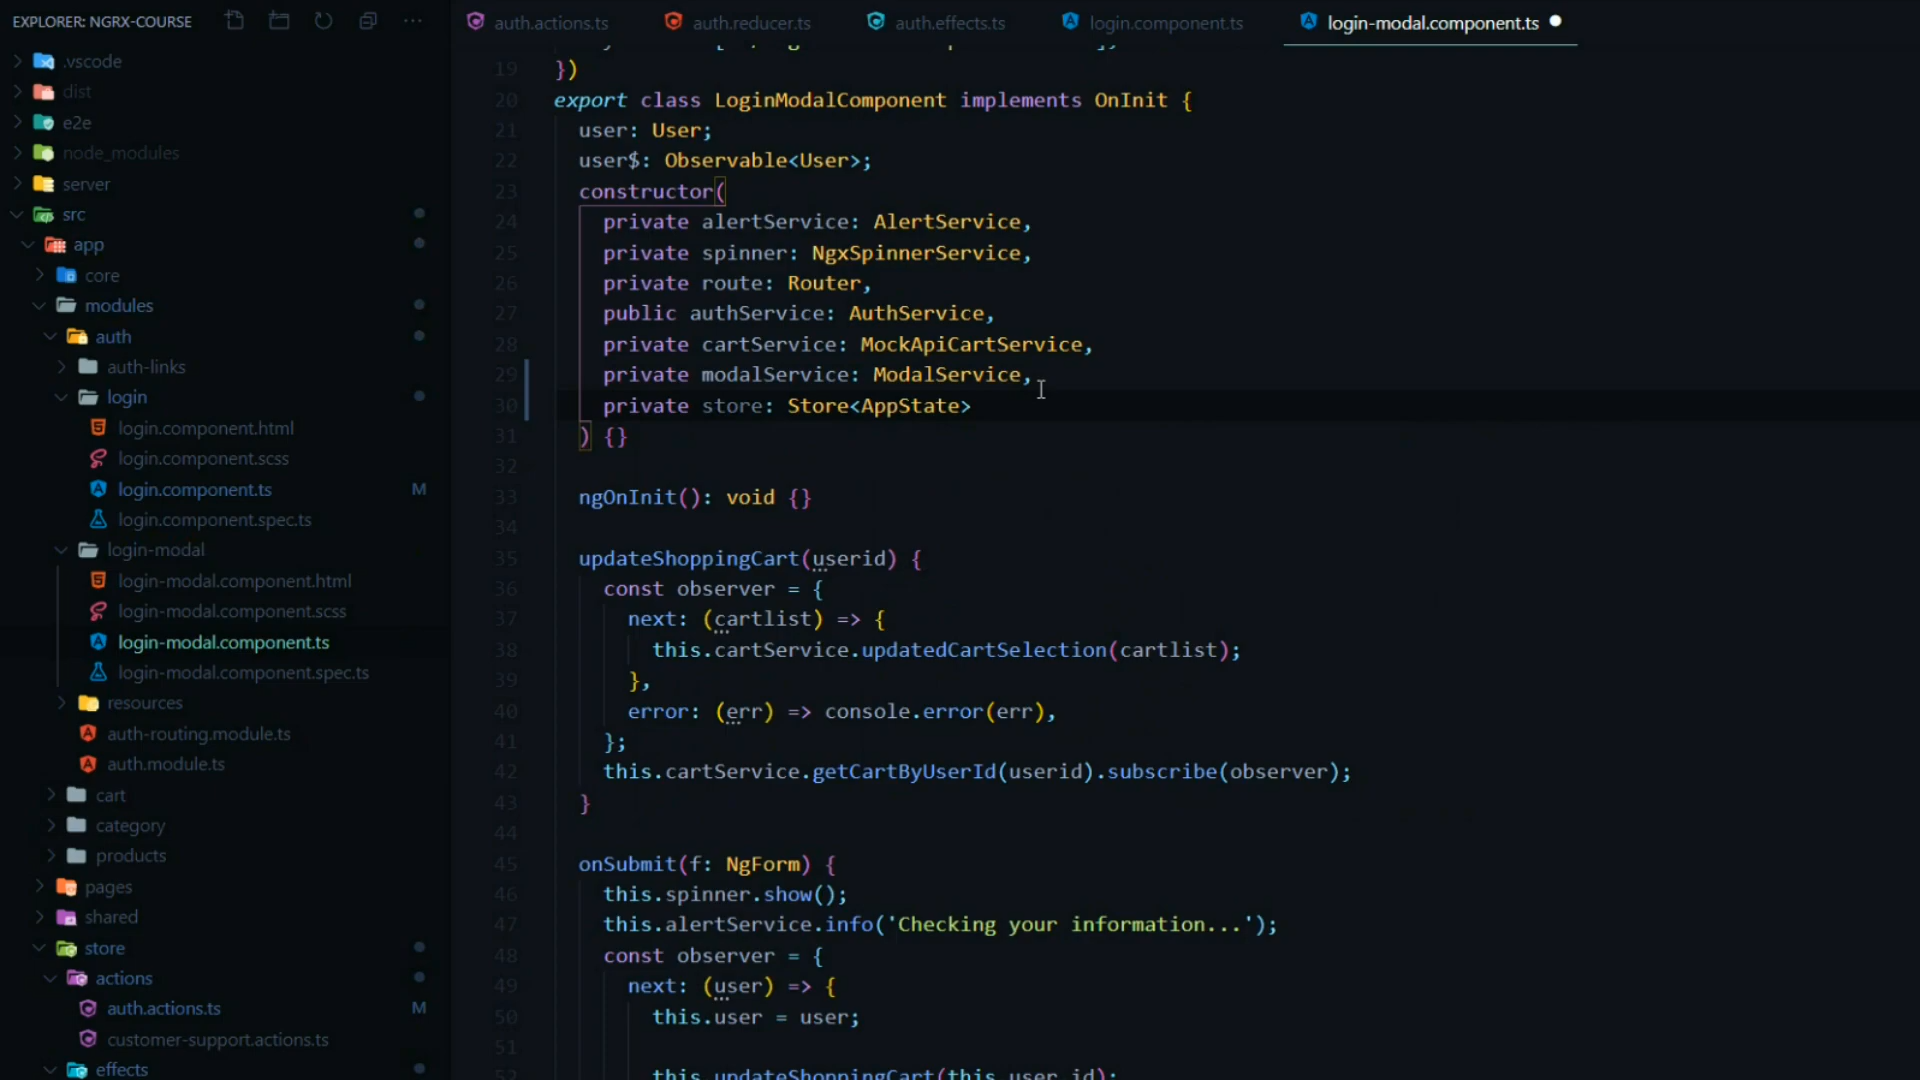 EXPLORER: NGRX-COURSE
.vscode
dist
e2e
node_modules
server
src
app
core
modules
auth
auth-links
login
login.component.html
login.component.scss
login.component.ts M
login.component.spec.ts
login-modal
login-modal.component.html
login-modal.component.scss
login-modal.component.ts
login-modal.component.spec.ts
resources
auth-routing.module.ts
auth.module.ts
cart
category
products
pages
shared
store
actions
auth.actions.ts M
customer-support.actions.ts
effects
auth.actions.ts auth.reducer.ts auth.effects.ts login.component.ts login-modal.component.ts
19 })
20 export class LoginModalComponent implements OnInit {
21 user: User;
22 user$: Observable<User>;
23 constructor(
24 private alertService: AlertService,
25 private spinner: NgxSpinnerService,
26 private route: Router,
27 public authService: AuthService,
28 private cartService: MockApiCartService,
29 private modalService: ModalService,
30 private store: Store<AppState>
31 ) {}
32
33 ngOnInit(): void {}
34
35 updateShoppingCart(userid) {
36 const observer = {
37 next: (cartlist) => {
38 this.cartService.updatedCartSelection(cartlist);
39 },
40 error: (err) => console.error(err),
41 };
42 this.cartService.getCartByUserId(userid).subscribe(observer);
43 }
44
45 onSubmit(f: NgForm) {
46 this.spinner.show();
47 this.alertService.info('Checking your information...');
48 const observer = {
49 next: (user) => {
50 this.user = user;
51
52 this.updateShoppingCart(this.user.id);